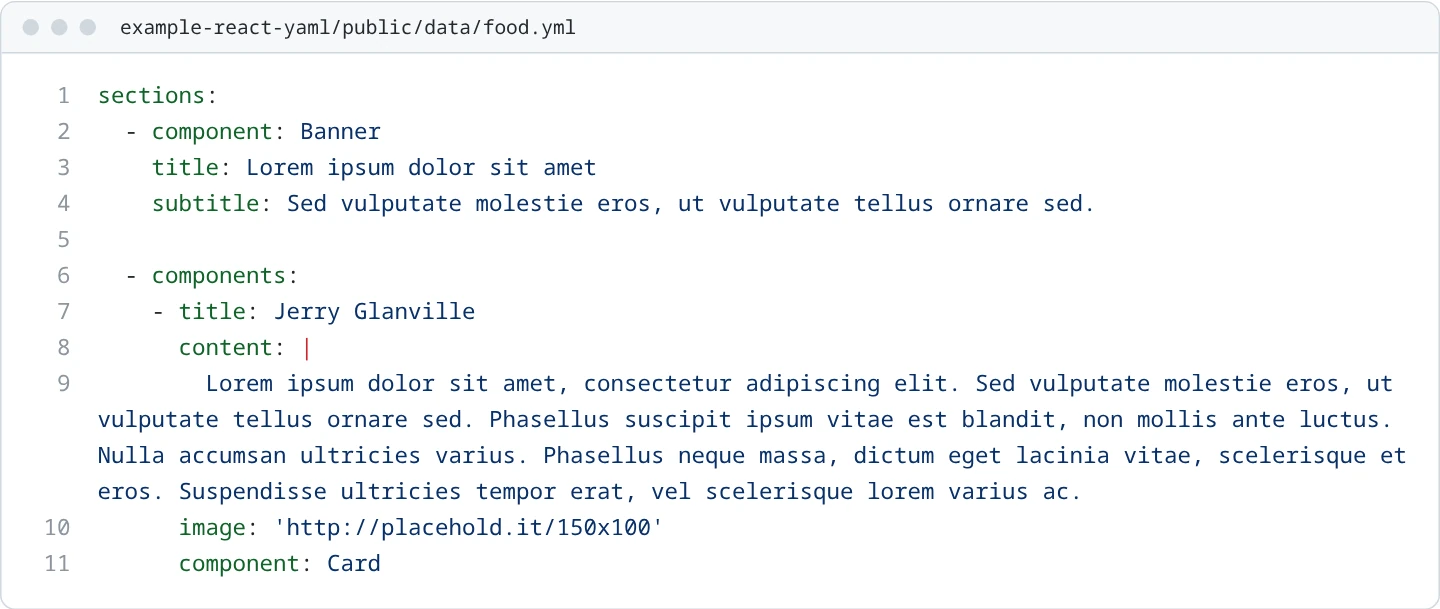 example-react-yaml/public/data/food.yml
1 sections:
2   - component: Banner
3     title: Lorem ipsum dolor sit amet
4     subtitle: Sed vulputate molestie eros, ut vulputate tellus ornare sed.
5
6   - components:
7     - title: Jerry Glanville
8       content: |
9         Lorem ipsum dolor sit amet, consectetur adipiscing elit. Sed vulputate molestie eros, ut
vulputate tellus ornare sed. Phasellus suscipit ipsum vitae est blandit, non mollis ante luctus.
Nulla accumsan ultricies varius. Phasellus neque massa, dictum eget lacinia vitae, scelerisque et
eros. Suspendisse ultricies tempor erat, vel scelerisque lorem varius ac.
10       image: 'http://placehold.it/150x100'
11       component: Card